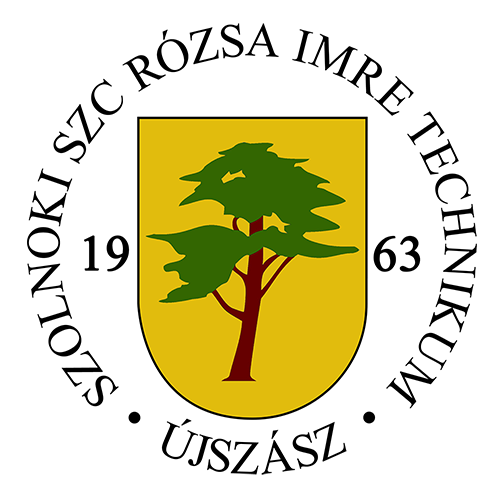 SZOLNOKI SZC RÓZSA IMRE TECHNIKUM
19 63
• ÚJSZÁSZ •